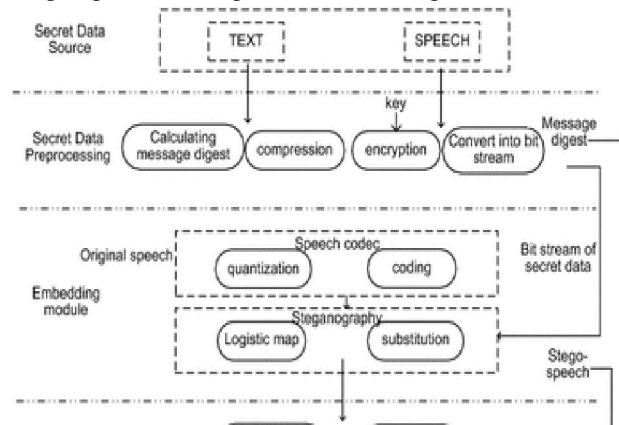 Secret Data
Source
TEXT
SPEECH
key
Secret Data
Preprocessing
Calculating
message digest
compression
encryption
Convert into bit
stream
Message
digest
Original speech
Speech codec
quantization
coding
Bit stream of
secret data
Embedding
module
Steganography
Logistic map
substitution
Stego-
speech